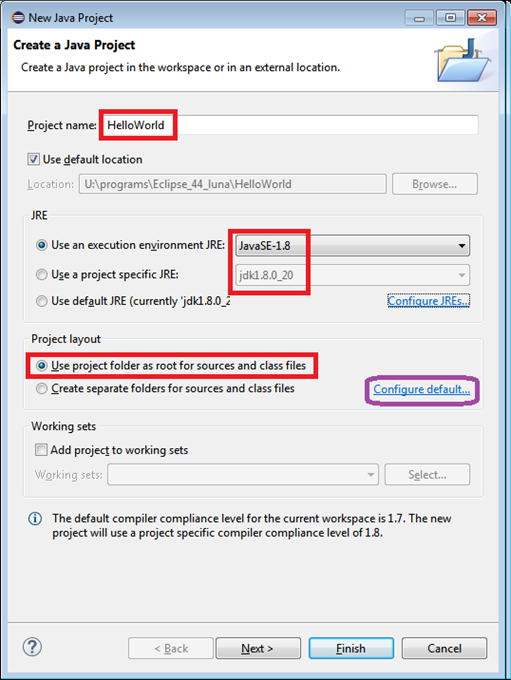 New Java Project
Create a Java Project
Create a Java project in the workspace or in an external location.
Project name: HelloWorld
Use default location
Location: U:\programs\Eclipse_44_luna\HelloWorld Browse...
JRE
Use an execution environment JRE: JavaSE-1.8
Use a project specific JRE: jdk1.8.0_20
Use default JRE (currently 'jdk1.8.0_2 Configure JREs...
Project layout
Use project folder as root for sources and class files
Create separate folders for sources and class files Configure default...
Working sets
Add project to working sets
Working sets: Select...
The default compiler compliance level for the current workspace is 1.7. The new
project will use a project specific compiler compliance level of 1.8.
? < Back Next > Finish Cancel